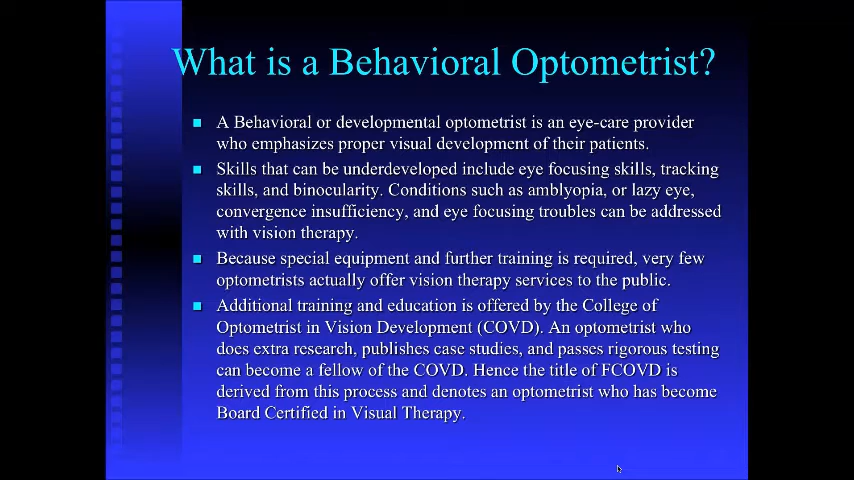 What is a Behavioral Optometrist?
A Behavioral or developmental optometrist is an eye-care provider
who emphasizes proper visual development of their patients.
Skills that can be underdeveloped include eye focusing skills, tracking
skills, and binocularity. Conditions such as amblyopia, or lazy eye,
convergence insufficiency, and eye focusing troubles can be addressed
with vision therapy.
Because special equipment and further training is required, very few
optometrists actually offer vision therapy services to the public.
Additional training and education is offered by the College of
Optometrist in Vision Development (COVD). An optometrist who
does extra research, publishes case studies, and passes rigorous testing
can become a fellow of the COVD. Hence the title of FCOVD is
derived from this process and denotes an optometrist who has become
Board Certified in Visual Therapy.